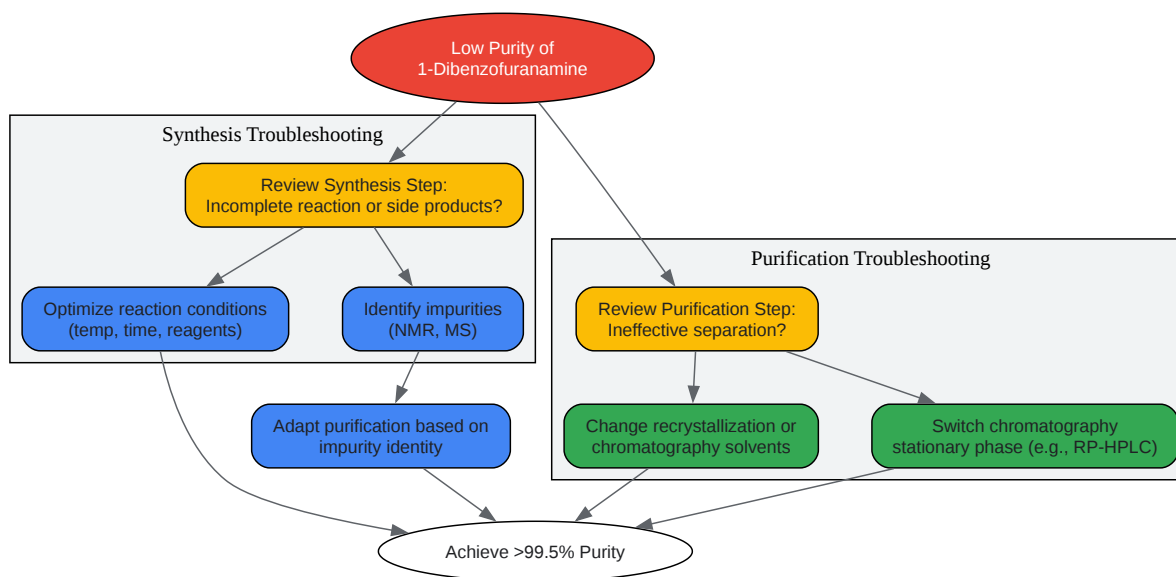 Low Purity of
1-Dibenzofuranamine
Synthesis Troubleshooting
Review Synthesis Step:
Incomplete reaction or side products?
Purification Troubleshooting
Optimize reaction conditions
(temp, time, reagents)
Identify impurities
(NMR, MS)
Review Purification Step:
Ineffective separation?
Adapt purification based on
impurity identity
Change recrystallization or
chromatography solvents
Switch chromatography
stationary phase (e.g., RP-HPLC)
Achieve >99.5% Purity